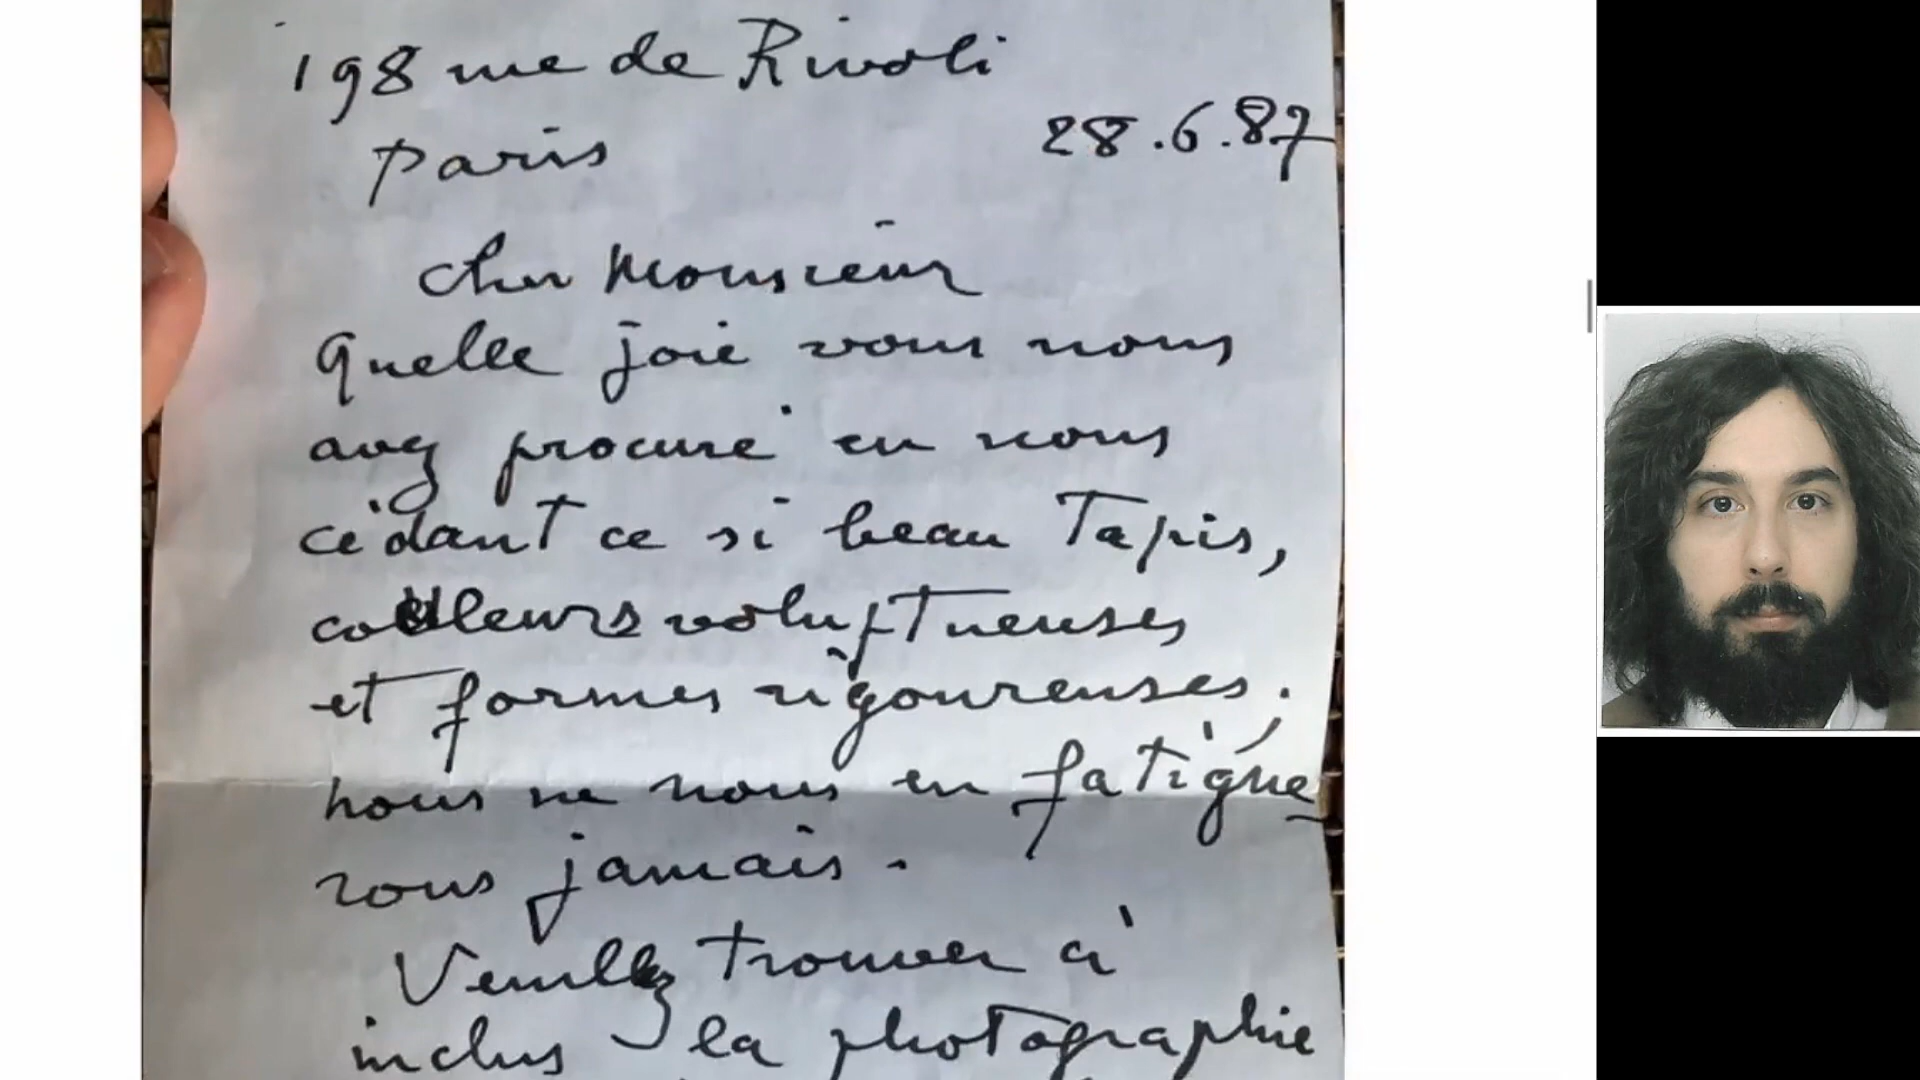 198 rue de Rivoli
Paris
28.6.87
Cher Monsieur
Quelle joie vous nous
avez procuré en nous
cédant ce si beau Tapis,
couleurs voluptueuses
et formes rigoureuses.
nous ne nous en fatigue_
rons jamais.
Veuillez trouver ci
inclus la photographie